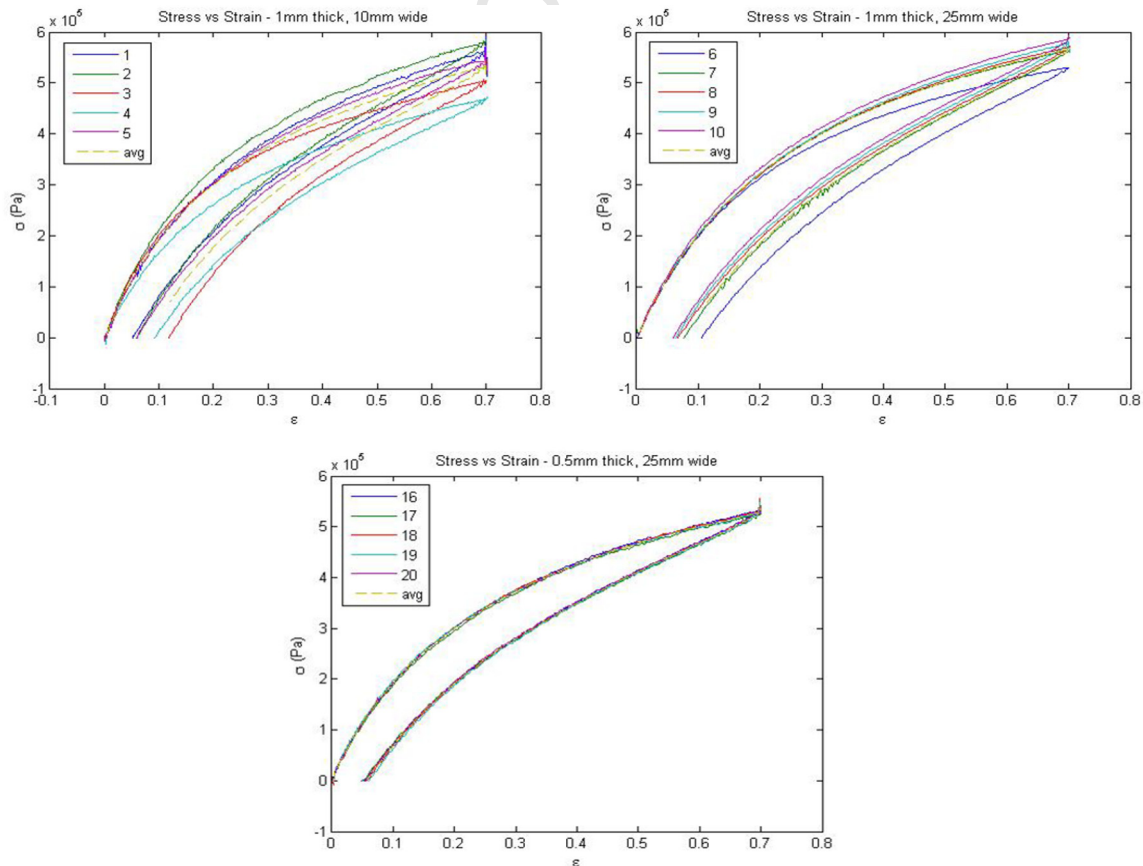 Stress vs Strain - 1mm thick, 10mm wide
x 10^5
6
5
4
3
2
1
0
-1
σ (Pa)
1
2
3
4
5
avg
-0.1 0 0.1 0.2 0.3 0.4 0.5 0.6 0.7 0.8
ε
Stress vs Strain - 1mm thick, 25mm wide
x 10^5
6
5
4
3
2
1
0
-1
σ (Pa)
6
7
8
9
10
avg
0 0.1 0.2 0.3 0.4 0.5 0.6 0.7 0.8
ε
Stress vs Strain - 0.5mm thick, 25mm wide
x 10^5
6
5
4
3
2
1
0
-1
σ (Pa)
16
17
18
19
20
avg
0 0.1 0.2 0.3 0.4 0.5 0.6 0.7 0.8
ε